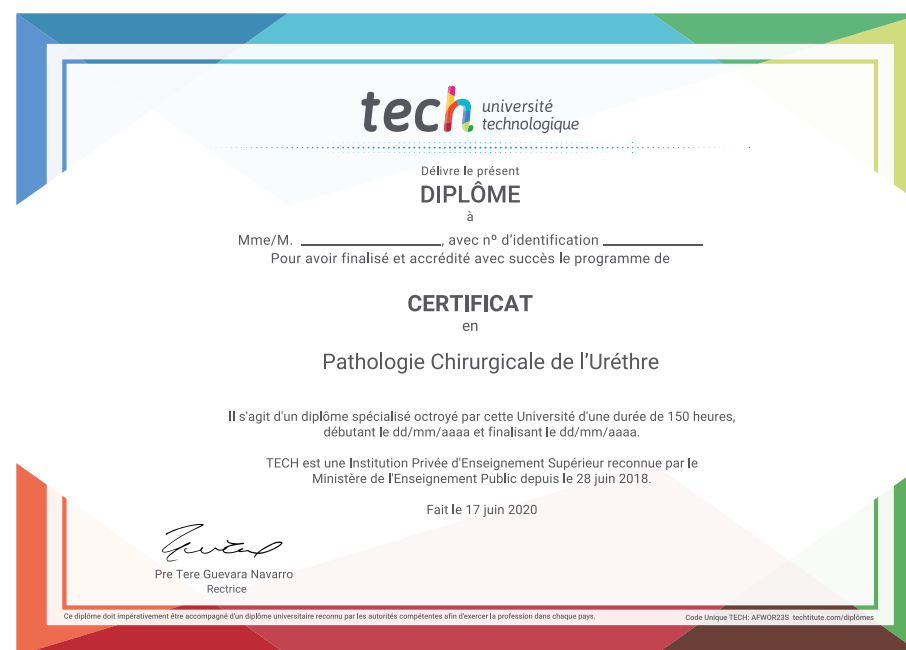 tech université
technologique
Délivre le présent
DIPLÔME
à
Mme/M. ____________________, avec nº d'identification ______________
Pour avoir finalisé et accrédité avec succès le programme de
CERTIFICAT
en
Pathologie Chirurgicale de l'Uréthre
Il s'agit d'un diplôme spécialisé octroyé par cette Université d'une durée de 150 heures,
débutant le dd/mm/aaaa et finalisant le dd/mm/aaaa.
TECH est une Institution Privée d'Enseignement Supérieur reconnue par le
Ministère de l'Enseignement Public depuis le 28 juin 2018.
Fait le 17 juin 2020
Pre Tere Guevara Navarro
Rectrice
Ce diplôme doit impérativement être accompagné d'un diplôme universitaire reconnu par les autorités compétentes afin d'exercer la profession dans chaque pays.
Code Unique TECH: AFWOR23S techtitute.com/diplômes